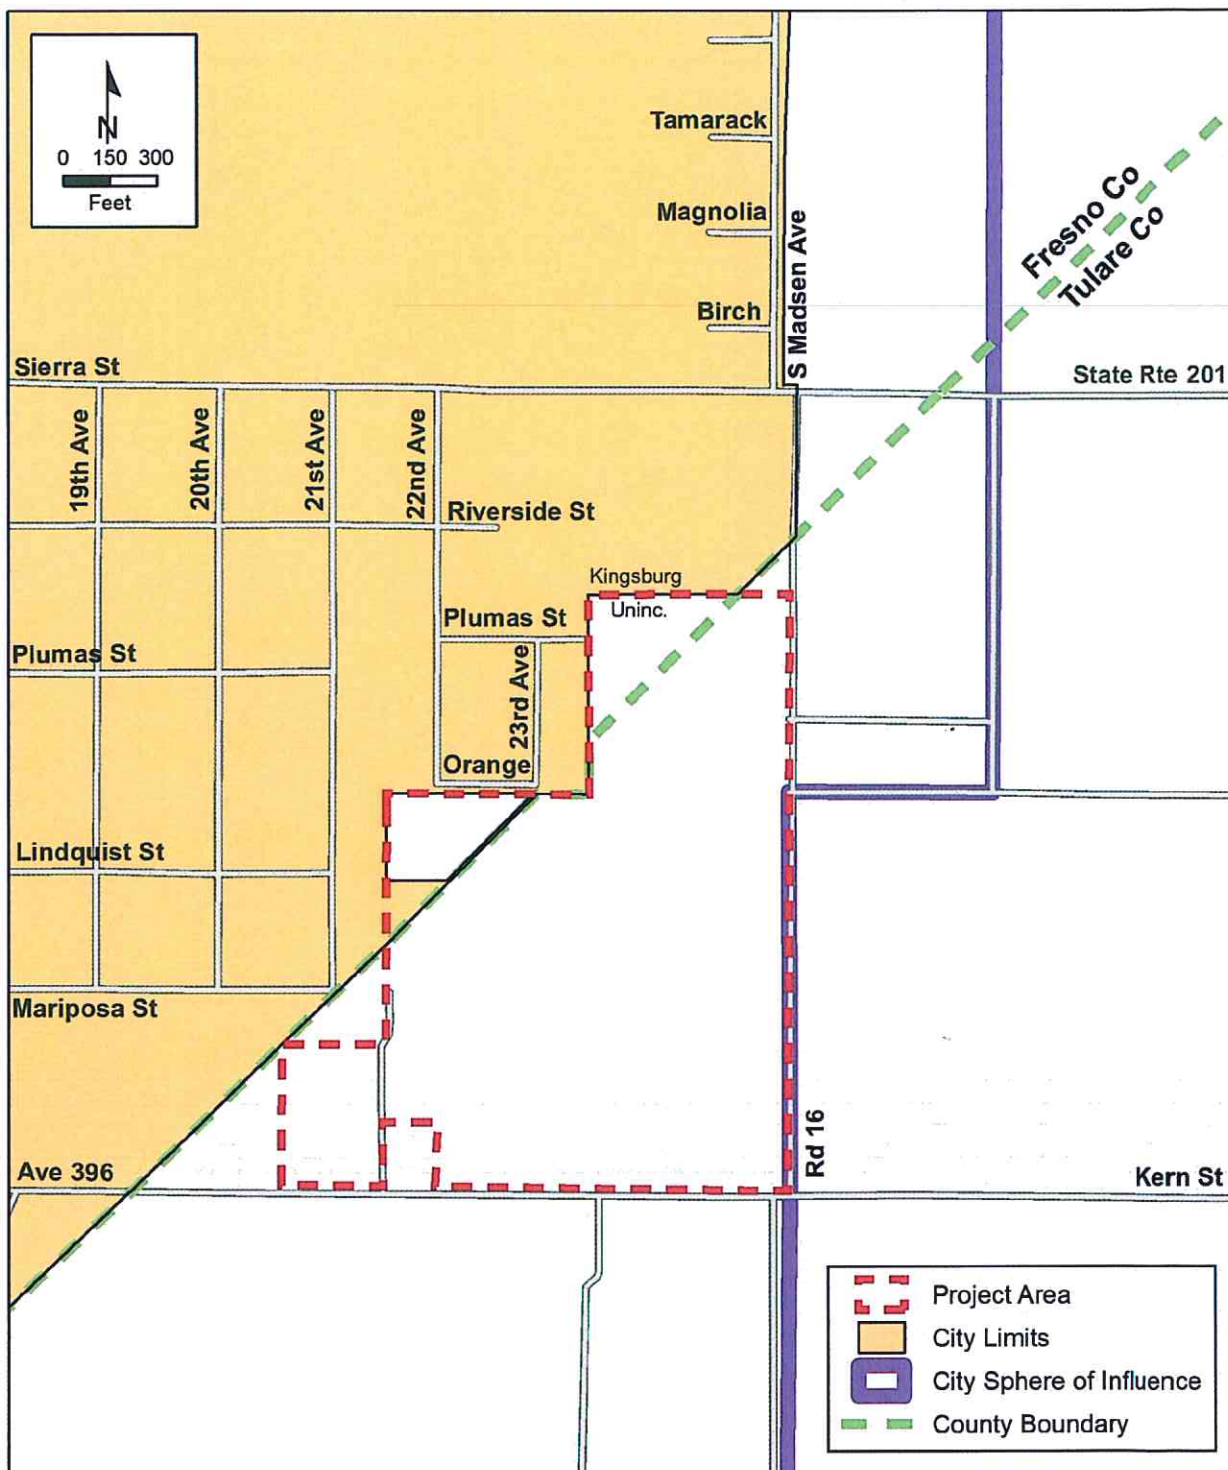 N
0 150 300
Feet
Tamarack
Magnolia
Birch
S Madsen Ave
Fresno Co
Tulare Co
Sierra St
State Rte 201
19th Ave
20th Ave
21st Ave
22nd Ave
Riverside St
Kingsburg
Uninc.
Plumas St
Plumas St
23rd Ave
Orange
Lindquist St
Mariposa St
Ave 396
Rd 16
Kern St
Project Area
City Limits
City Sphere of Influence
County Boundary